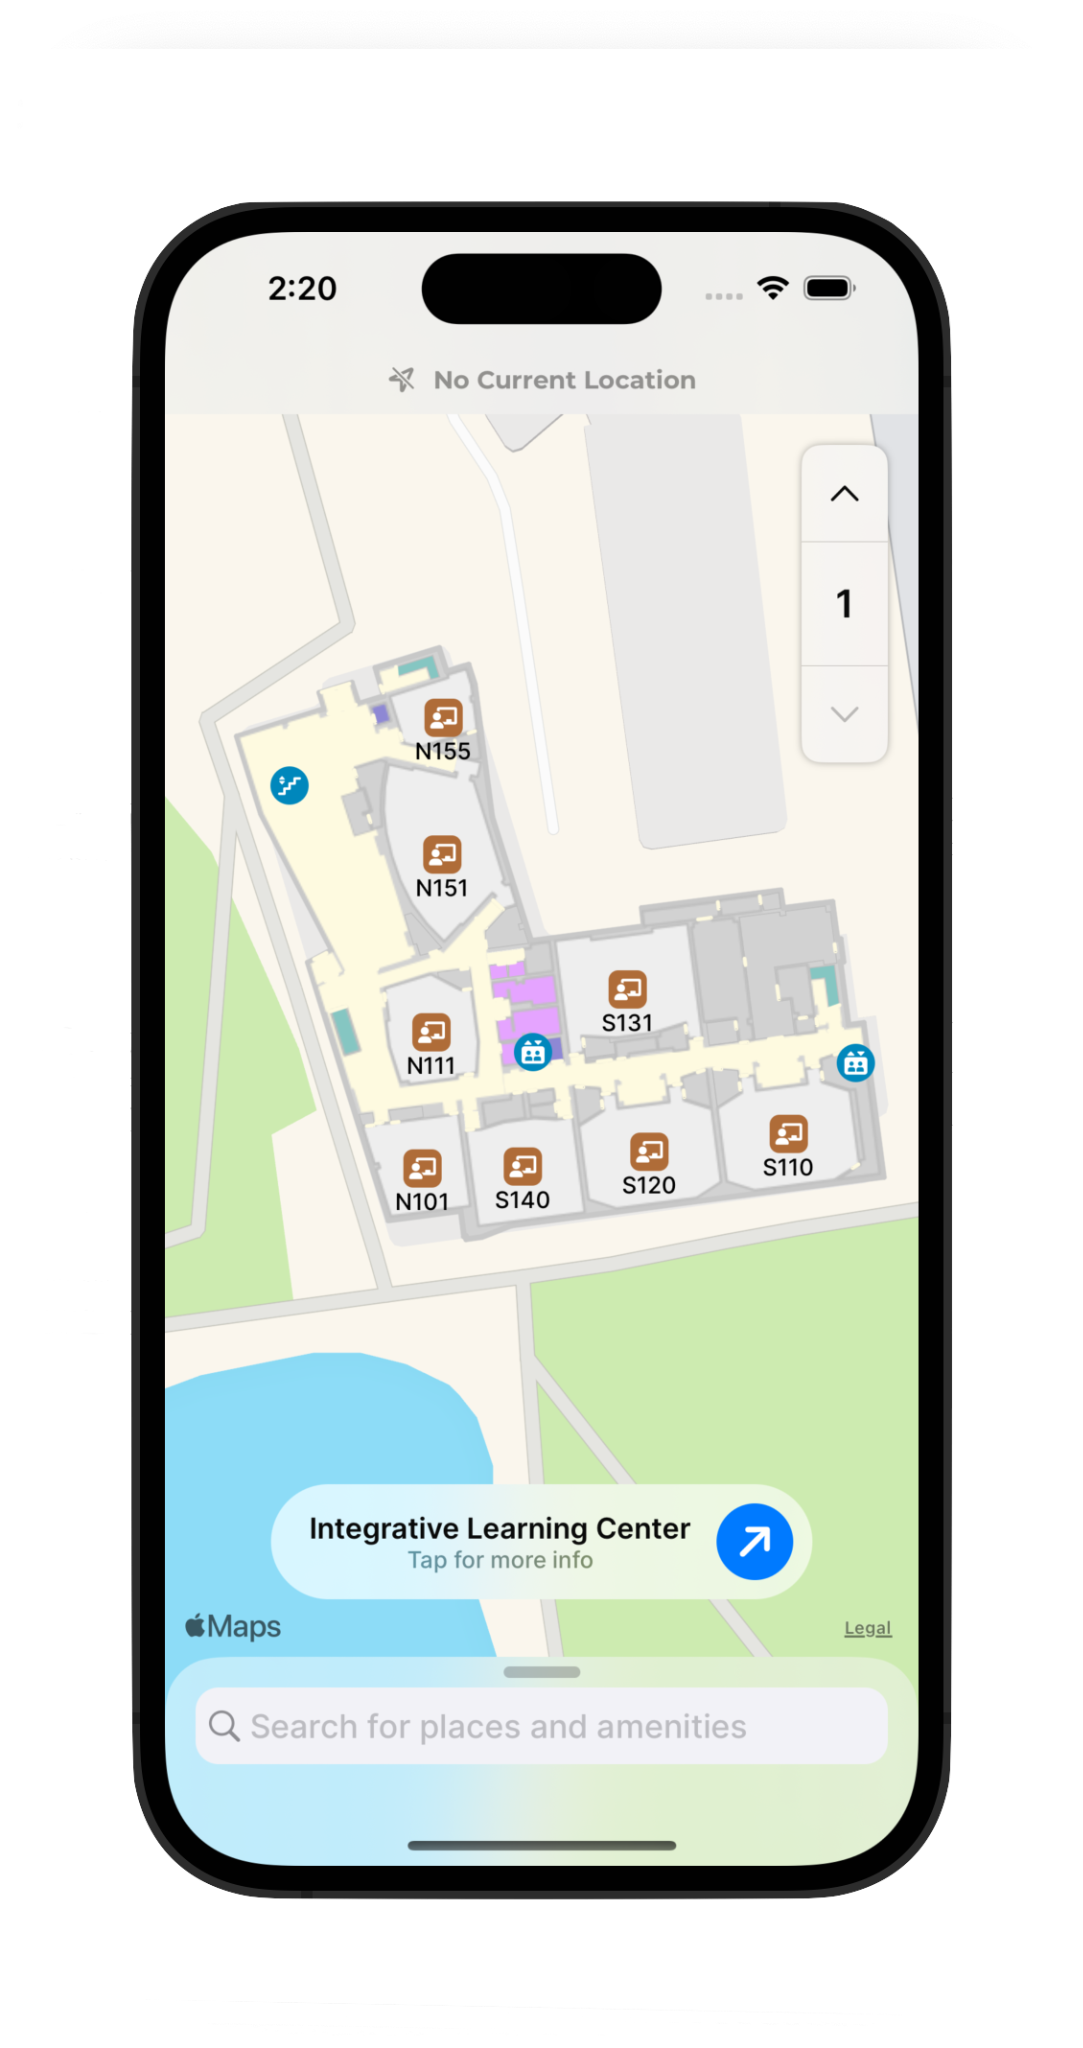 2:20
No Current Location
1
N155
N151
S131
N111
S110
S120
N101
S140
Integrative Learning Center
Tap for more info
Maps
Legal
Search for places and amenities